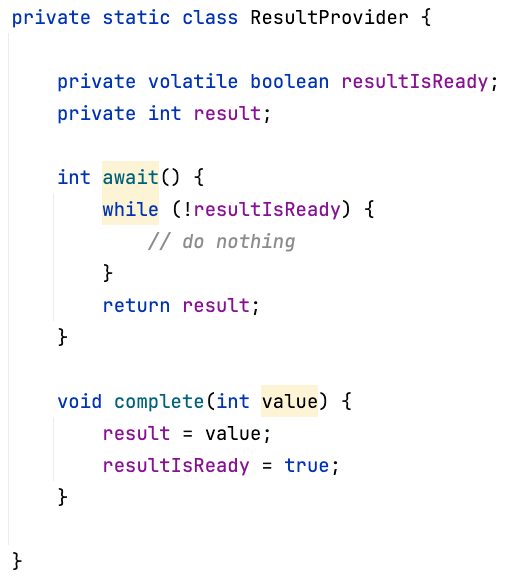 private static class ResultProvider {
    private volatile boolean resultIsReady;
    private int result;
    int await() {
        while (!resultIsReady) {
            // do nothing
        }
        return result;
    }
    void complete(int value) {
        result = value;
        resultIsReady = true;
    }
}